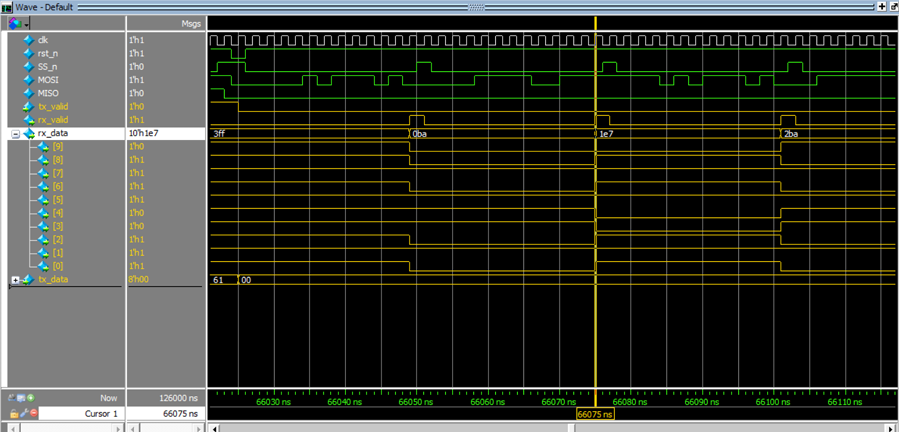 Wave - Default
Msgs
clk 1'h1
rst_n 1'h1
SS_n 1'h0
MOSI 1'h1
MISO 1'h0
tx_valid 1'h0
rx_valid 1'h1
rx_data 10'h1e7 3ff 0ba 1e7 2ba
[9] 1'h0
[8] 1'h1
[7] 1'h1
[6] 1'h1
[5] 1'h1
[4] 1'h0
[3] 1'h0
[2] 1'h1
[1] 1'h1
[0] 1'h1
tx_data 8'h00 61 00
Now 126000 ns 66030 ns 66040 ns 66050 ns 66060 ns 66070 ns 66080 ns 66090 ns 66100 ns 66110 ns
Cursor 1 66075 ns 66075 ns